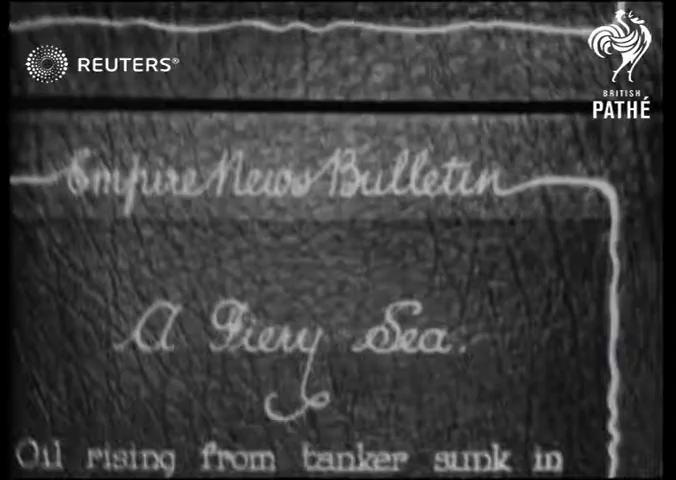 REUTERS
BRITISH
PATHÉ
Empire News Bulletin
A Fiery Sea.
Oil rising from tanker sunk in